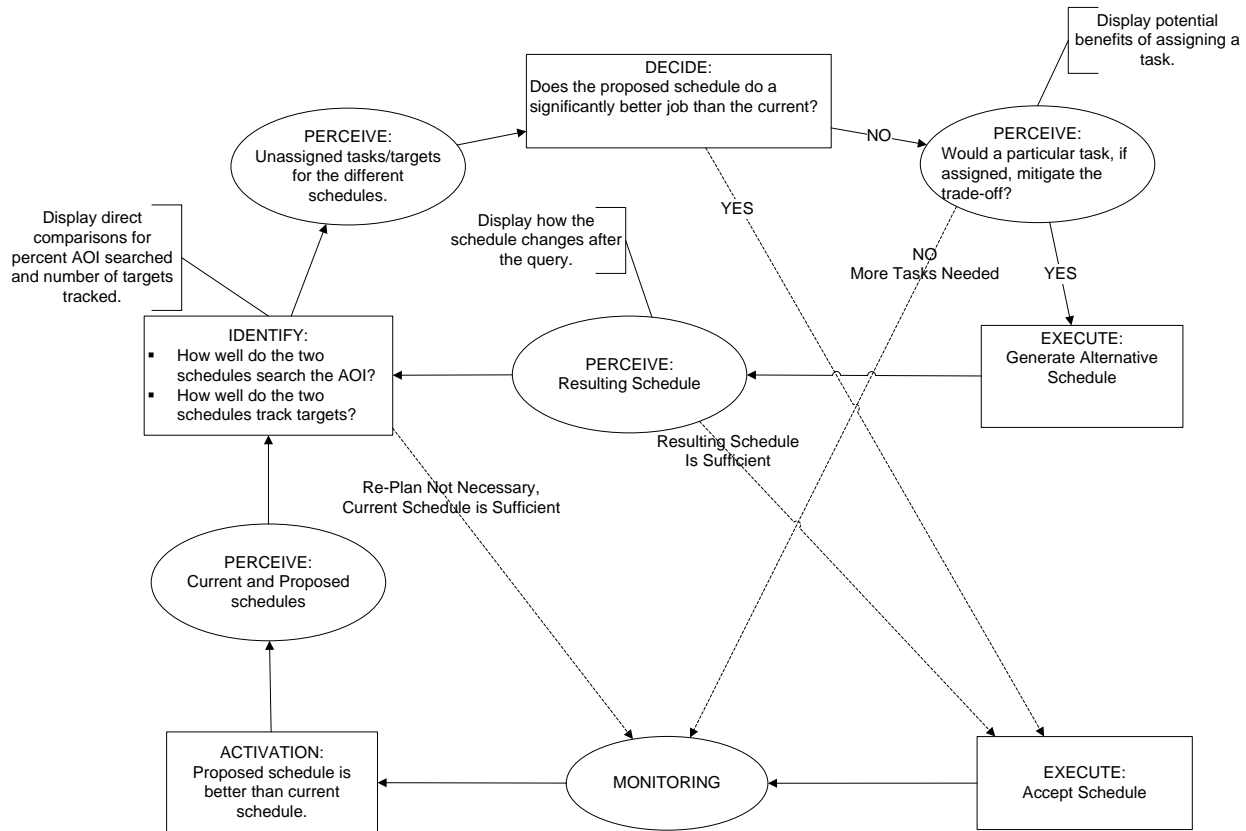 Display potential
benefits of assigning a
task.
DECIDE:
Does the proposed schedule do a
significantly better job than the current?
PERCEIVE:
Unassigned tasks/targets
for the different
schedules.
NO
PERCEIVE:
Would a particular task, if
assigned, mitigate the
trade-off?
YES
Display direct
comparisons for
percent AOI searched
and number of targets
tracked.
Display how the
schedule changes after
the query.
NO
More Tasks Needed
YES
IDENTIFY:
▪ How well do the two
schedules search the AOI?
▪ How well do the two
schedules track targets?
PERCEIVE:
Resulting Schedule
EXECUTE:
Generate Alternative
Schedule
Resulting Schedule
Is Sufficient
Re-Plan Not Necessary,
Current Schedule is Sufficient
PERCEIVE:
Current and Proposed
schedules
ACTIVATION:
Proposed schedule is
better than current
schedule.
MONITORING
EXECUTE:
Accept Schedule